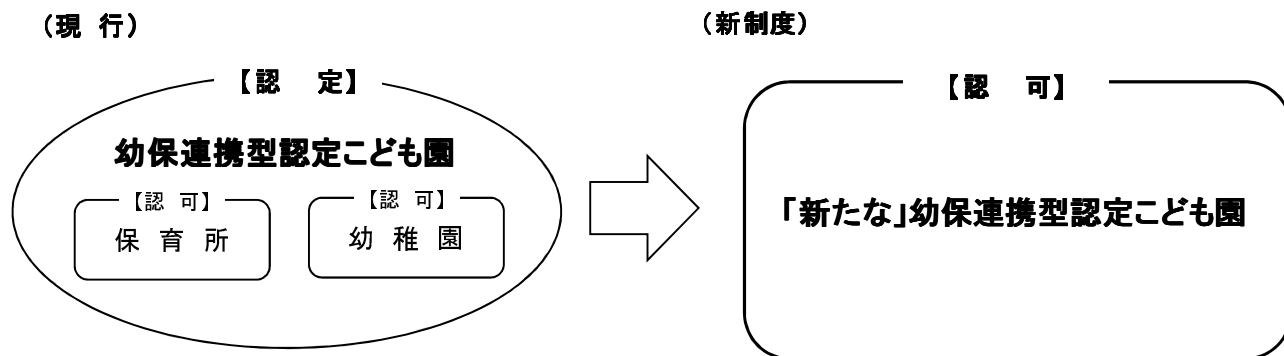 （現 行）
【認 定】
幼保連携型認定こども園
【認 可】
保 育 所
【認 可】
幼 稚 園
（新制度）
【認 可】
「新たな」幼保連携型認定こども園